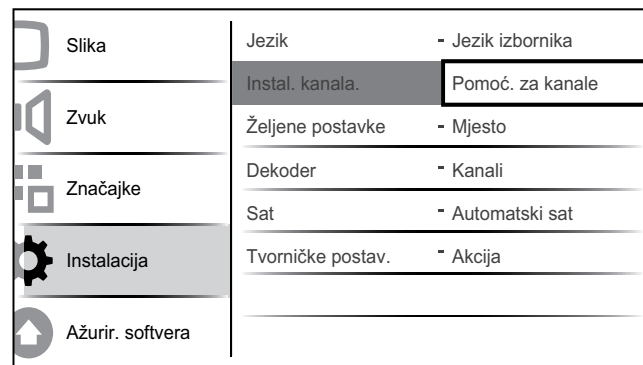 Slika
Zvuk
Značajke
Instalacija
Ažurir. softvera
Jezik - Jezik izbornika
Instal. kanala. Pomoć. za kanale
Željene postavke - Mjesto
Dekoder - Kanali
Sat - Automatski sat
Tvorničke postav. - Akcija